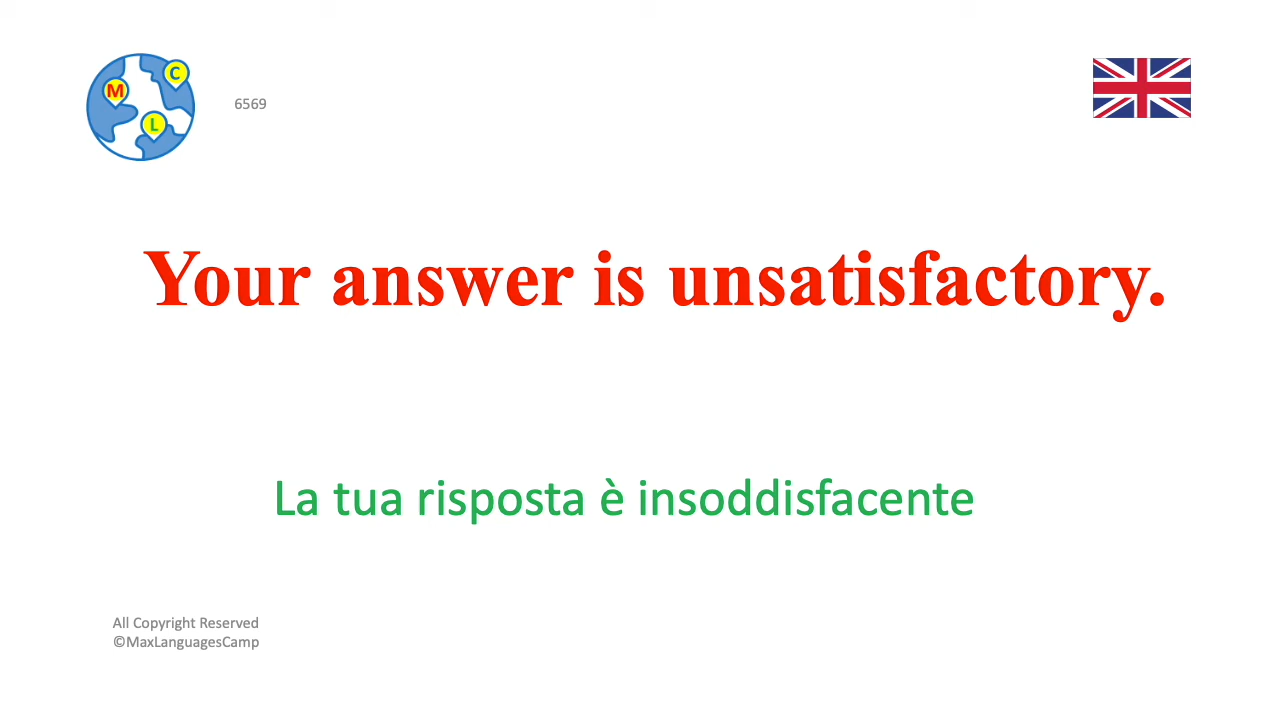 M
C
L
6569
Your answer is unsatisfactory.
La tua risposta è insoddisfacente
All Copyright Reserved
©MaxLanguagesCamp